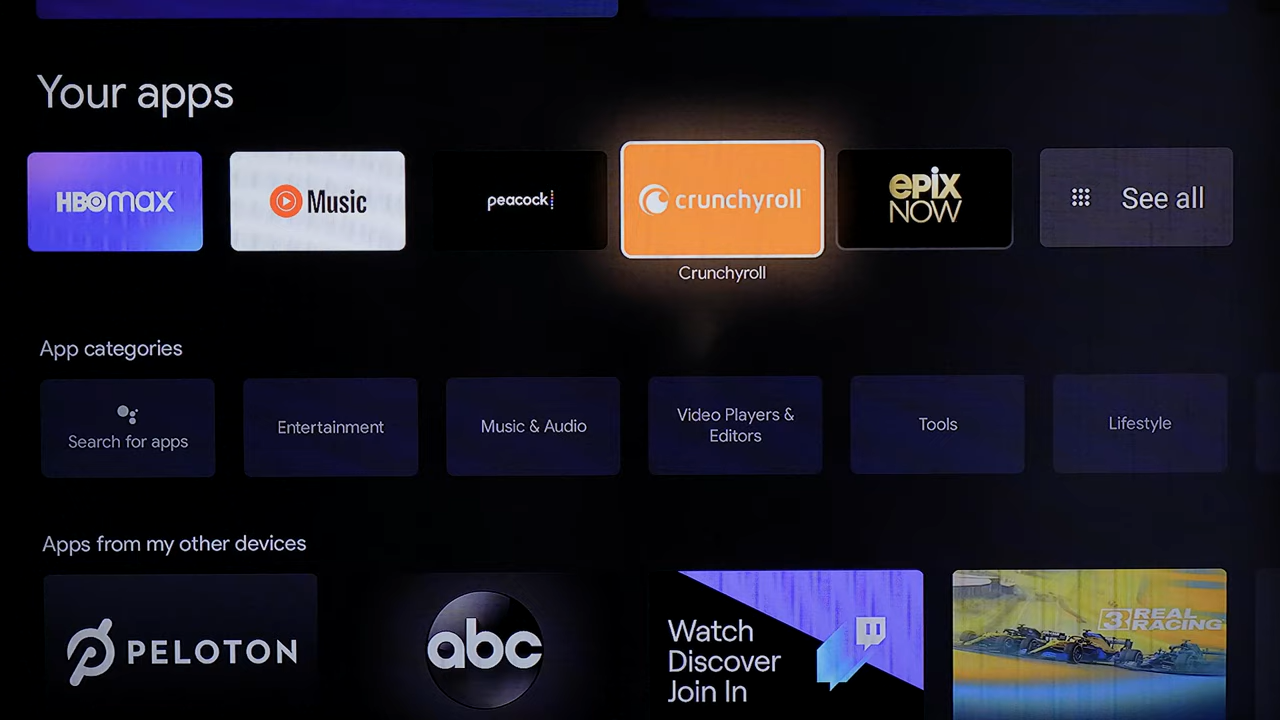 Your apps
HBOmax
Music
peacock
crunchyroll
epix
NOW
See all
Crunchyroll
App categories
Search for apps
Entertainment
Music & Audio
Video Players &
Editors
Tools
Lifestyle
Apps from my other devices
PELOTON
abc
Watch
Discover
Join In
3 REAL
RACING